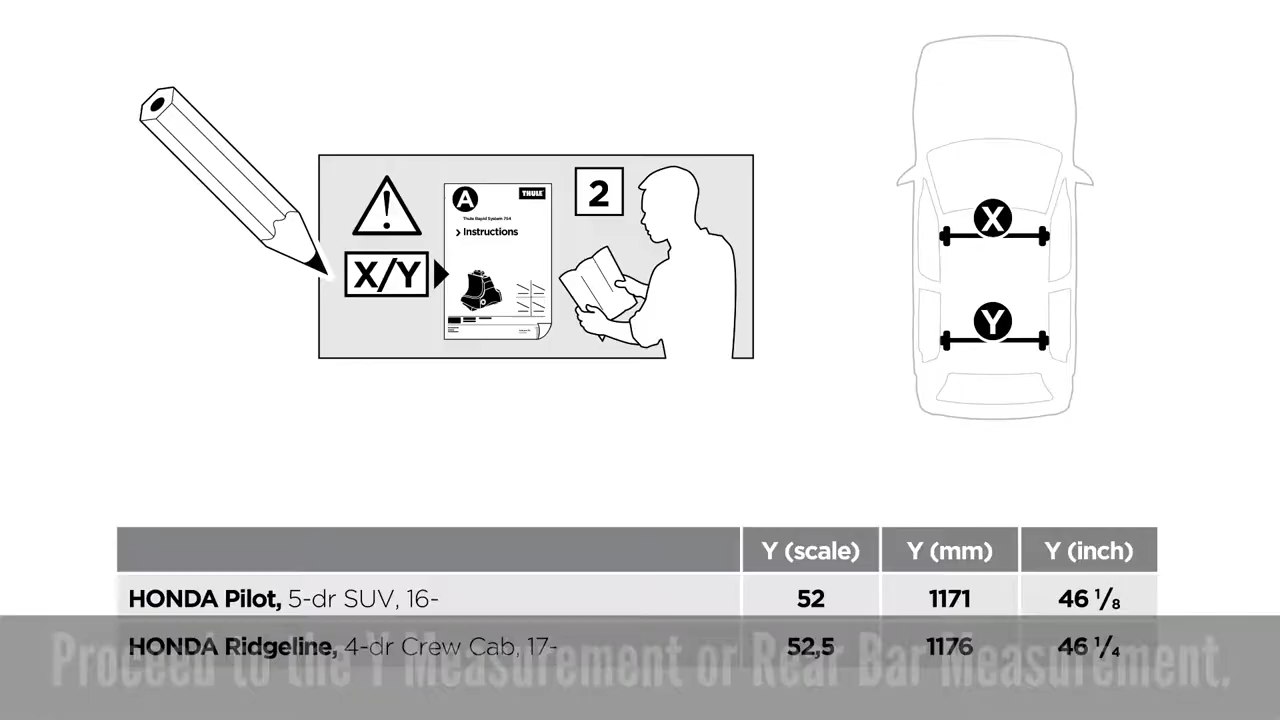 A
THULE
Thule Rapid System 754
> Instructions
2
X/Y
X
Y
Y (scale) Y (mm) Y (inch)
HONDA Pilot, 5-dr SUV, 16- 52 1171 46 1/8
HONDA Ridgeline, 4-dr Crew Cab, 17- 52,5 1176 46 1/4
Proceed to the Y Measurement or Rear Bar Measurement.